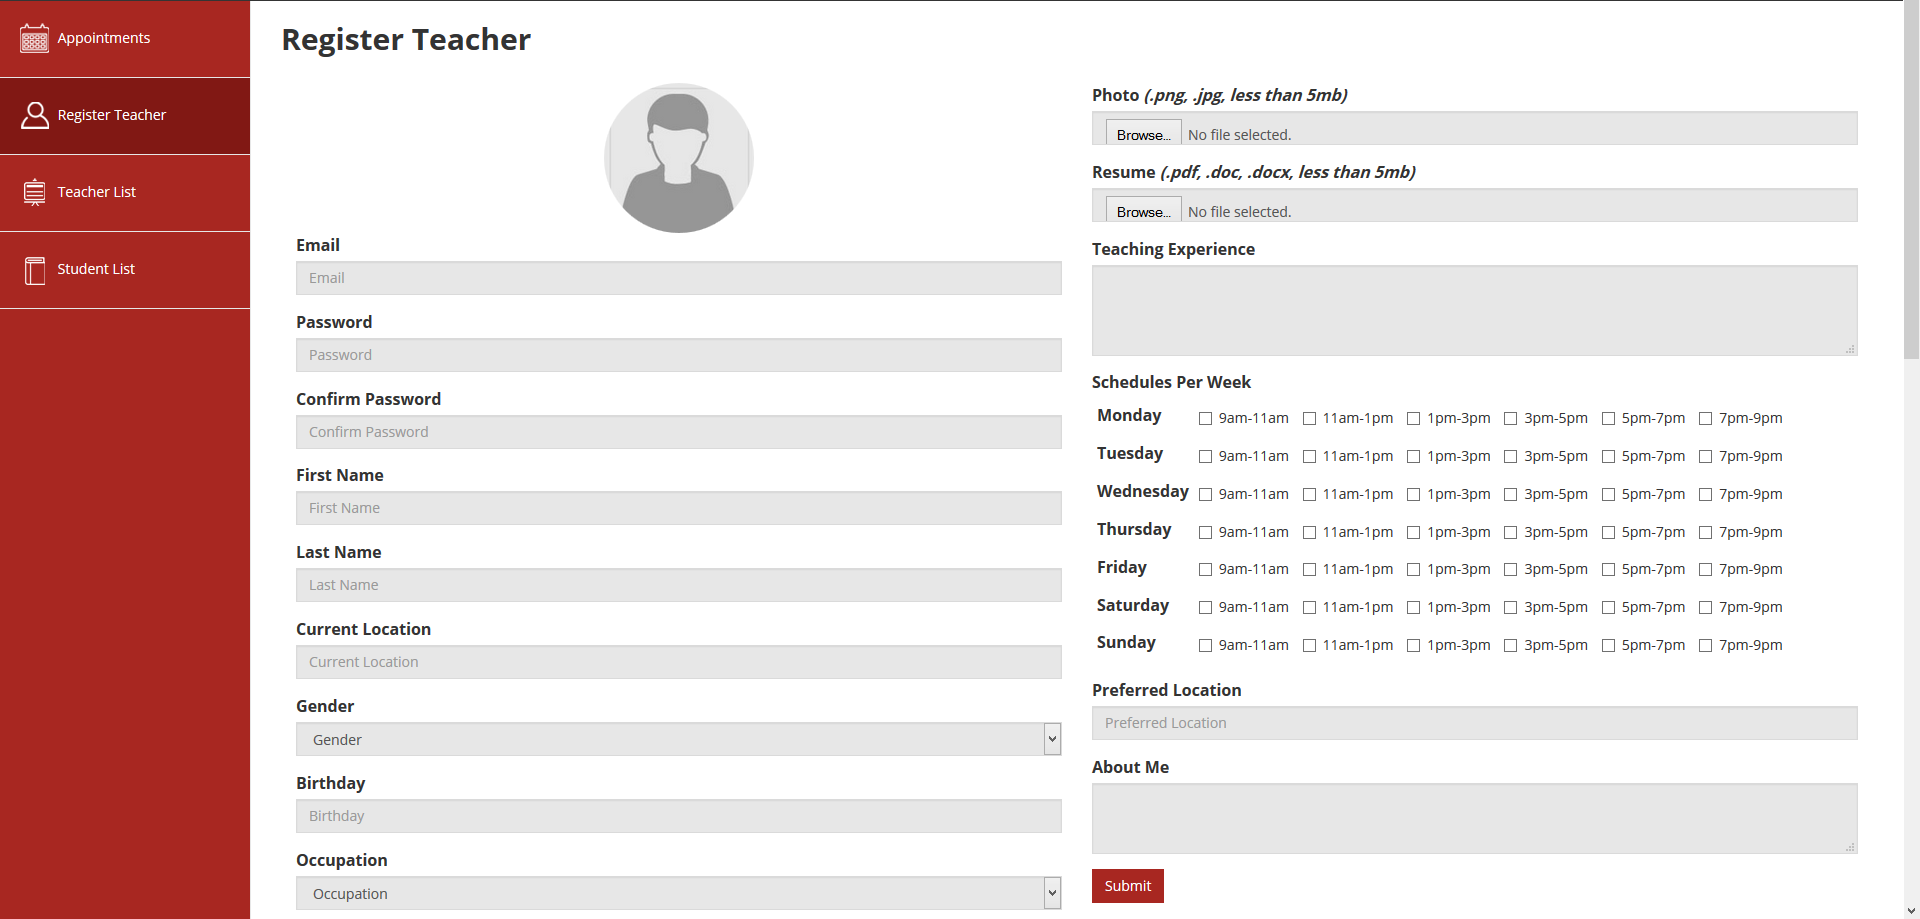 Appointments
Register Teacher
Teacher List
Student List
Register Teacher
Email
Email
Password
Password
Confirm Password
Confirm Password
First Name
First Name
Last Name
Last Name
Current Location
Current Location
Gender
Gender
Birthday
Birthday
Occupation
Occupation
Photo (.png, .jpg, less than 5mb)
Browse... No file selected.
Resume (.pdf, .doc, .docx, less than 5mb)
Browse... No file selected.
Teaching Experience
Schedules Per Week
Monday 9am-11am 11am-1pm 1pm-3pm 3pm-5pm 5pm-7pm 7pm-9pm
Tuesday 9am-11am 11am-1pm 1pm-3pm 3pm-5pm 5pm-7pm 7pm-9pm
Wednesday 9am-11am 11am-1pm 1pm-3pm 3pm-5pm 5pm-7pm 7pm-9pm
Thursday 9am-11am 11am-1pm 1pm-3pm 3pm-5pm 5pm-7pm 7pm-9pm
Friday 9am-11am 11am-1pm 1pm-3pm 3pm-5pm 5pm-7pm 7pm-9pm
Saturday 9am-11am 11am-1pm 1pm-3pm 3pm-5pm 5pm-7pm 7pm-9pm
Sunday 9am-11am 11am-1pm 1pm-3pm 3pm-5pm 5pm-7pm 7pm-9pm
Preferred Location
Preferred Location
About Me
Submit